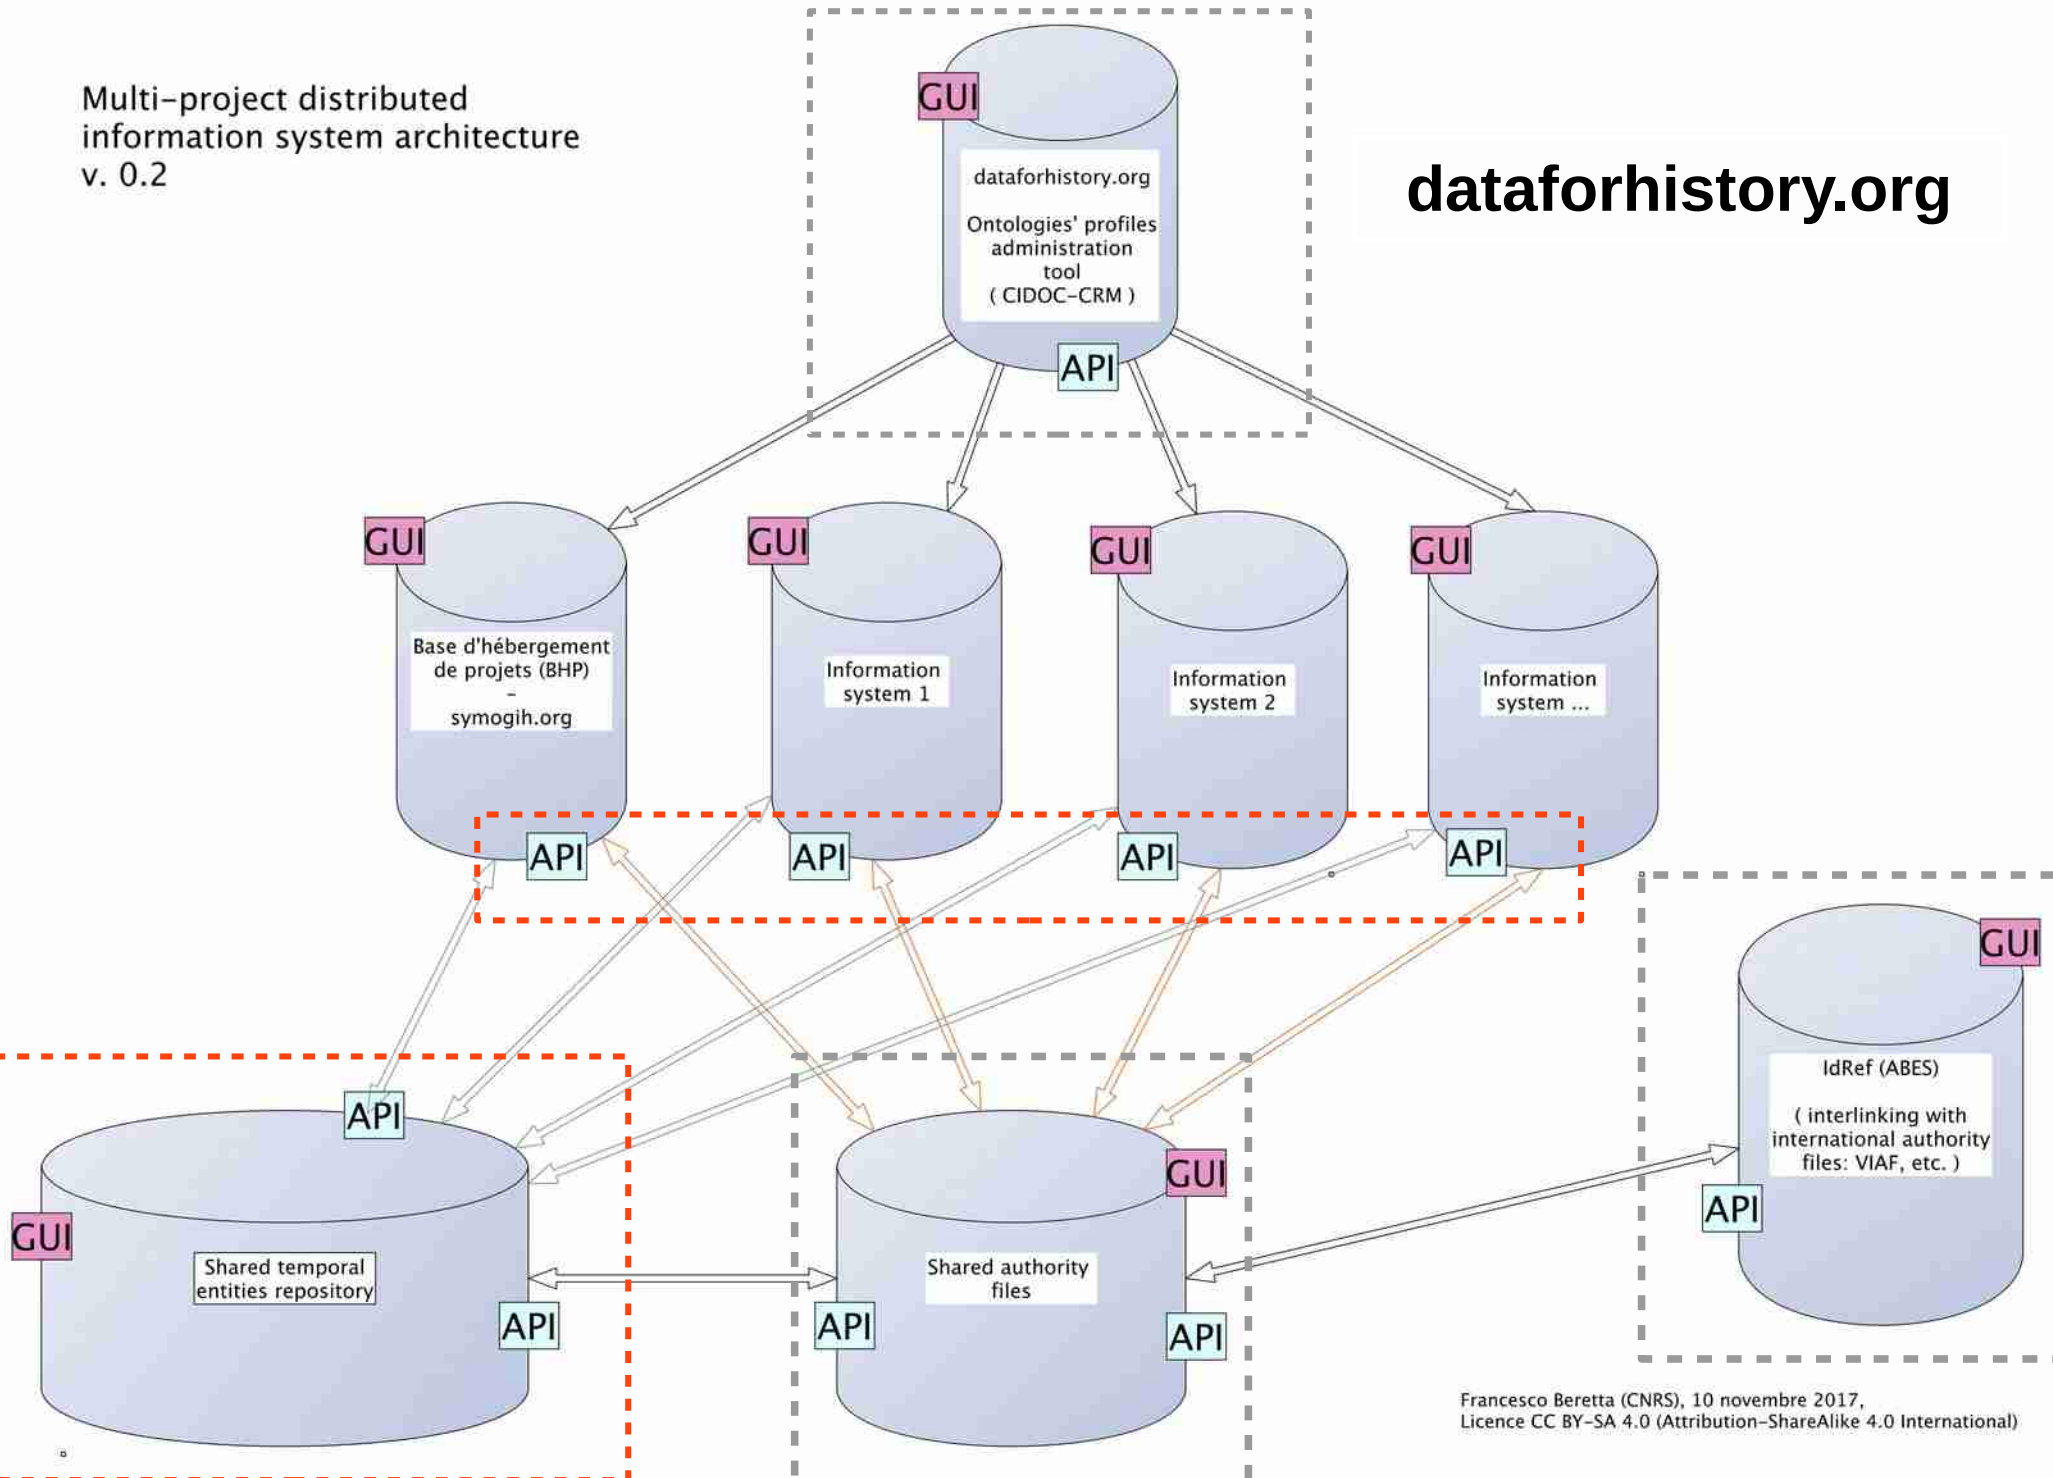 Multi-project distributed
information system architecture
v. 0.2
dataforhistory.org
GUI
dataforhistory.org
Ontologies' profiles
administration
tool
( CIDOC-CRM )
API
GUI
Base d'hébergement
de projets (BHP)
-
symogih.org
API
GUI
Information
system 1
API
GUI
Information
system 2
API
GUI
Information
system ...
API
GUI
IdRef (ABES)
( interlinking with
international authority
files: VIAF, etc. )
API
API
GUI
Shared temporal
entities repository
API
GUI
Shared authority
files
API
API
Francesco Beretta (CNRS), 10 novembre 2017,
Licence CC BY-SA 4.0 (Attribution-ShareAlike 4.0 International)